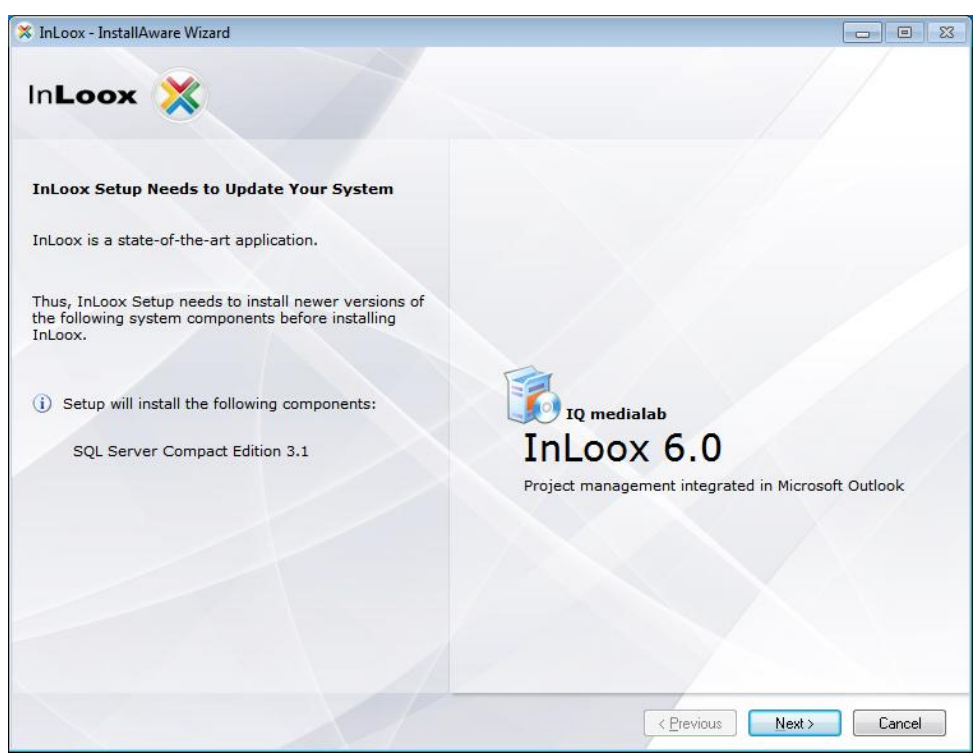 InLoox - InstallAware Wizard
InLoox
InLoox Setup Needs to Update Your System
InLoox is a state-of-the-art application.
Thus, InLoox Setup needs to install newer versions of
the following system components before installing
InLoox.
Setup will install the following components:
SQL Server Compact Edition 3.1
IQ medialab
InLoox 6.0
Project management integrated in Microsoft Outlook
< Previous
Next >
Cancel